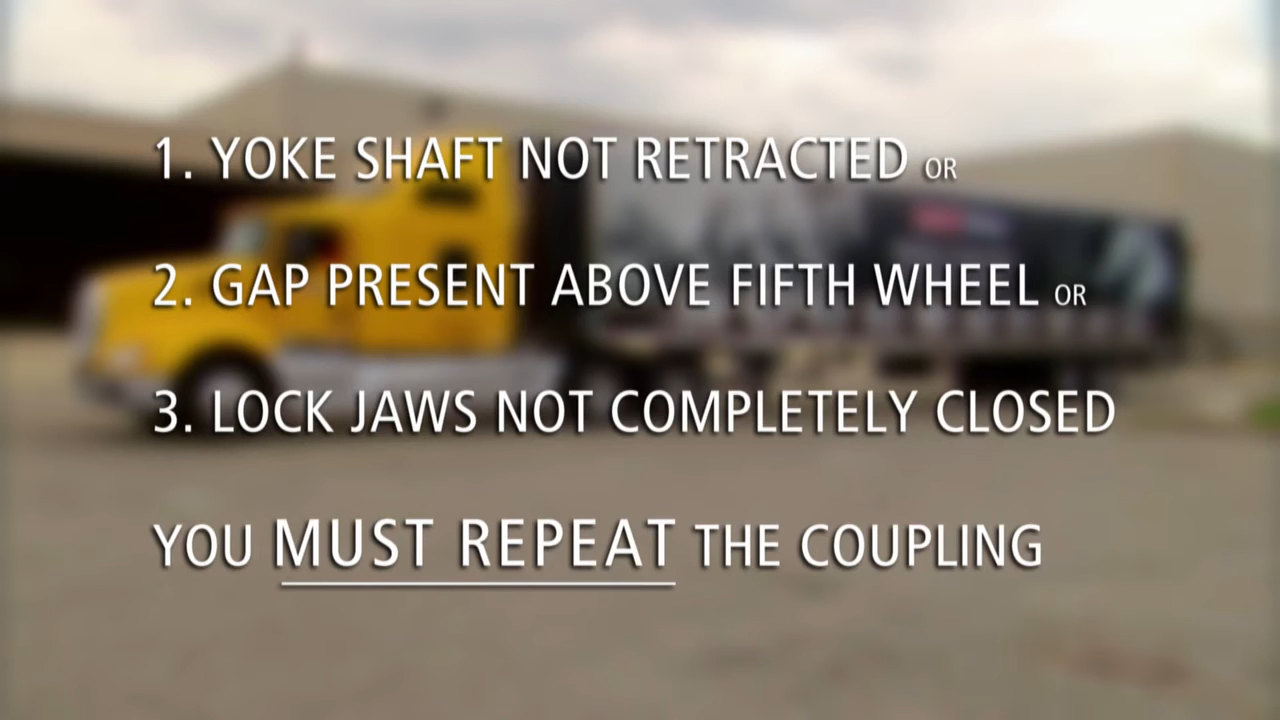 1. YOKE SHAFT NOT RETRACTED OR
2. GAP PRESENT ABOVE FIFTH WHEEL OR
3. LOCK JAWS NOT COMPLETELY CLOSED
YOU MUST REPEAT THE COUPLING